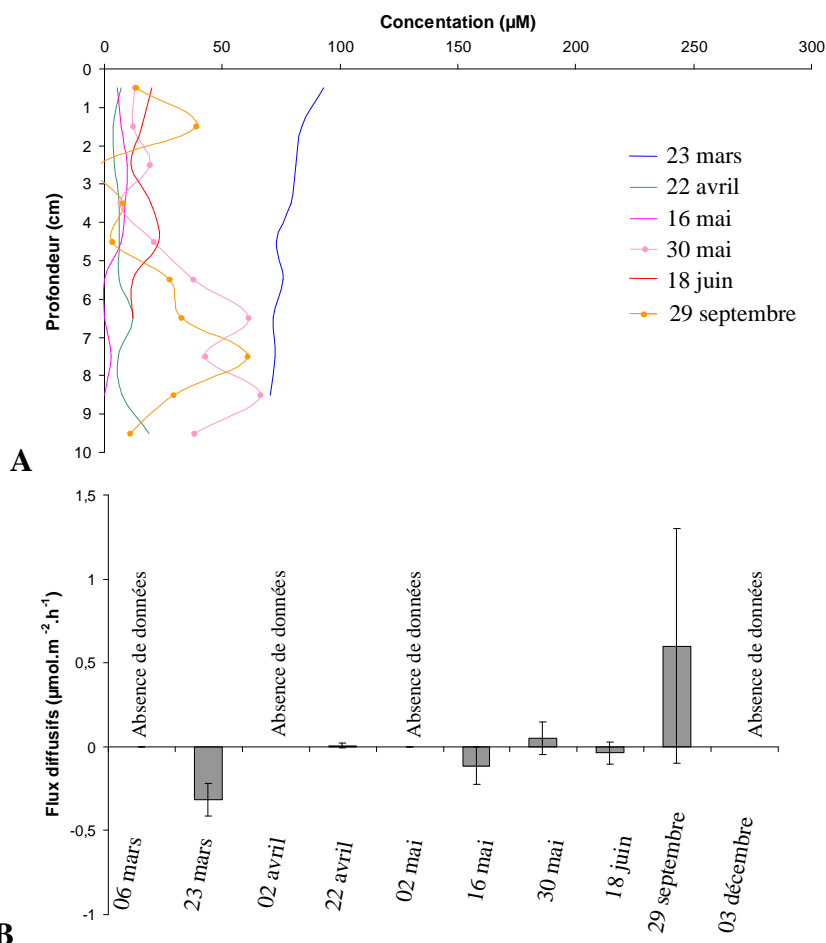 Concentation (µM)
0 50 100 150 200 250 300
0
1
2
3
4
5
6
7
8
9
10
Profondeur (cm)
23 mars
22 avril
16 mai
30 mai
18 juin
29 septembre
A
1,5
1
0,5
0
-0,5
-1
Flux diffusifs (µmol.m⁻².h⁻¹)
Absence de données
Absence de données
Absence de données
Absence de données
06 mars
23 mars
02 avril
22 avril
02 mai
16 mai
30 mai
18 juin
29 septembre
03 décembre
B